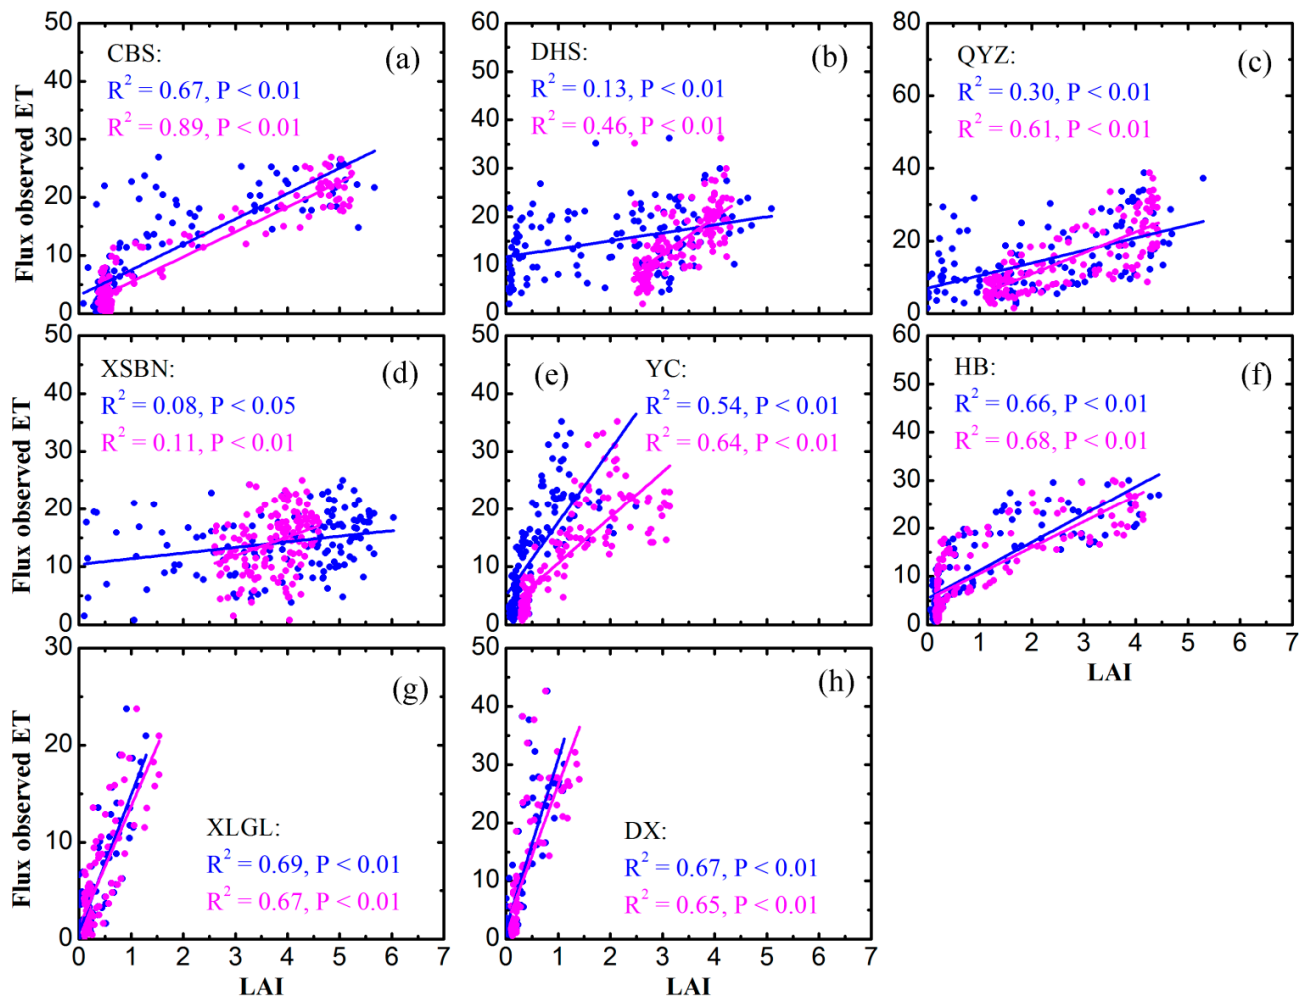 50
40
30
20
10
0
Flux observed ET
CBS:
R² = 0.67, P < 0.01
R² = 0.89, P < 0.01
(a)
60
50
40
30
20
10
0
DHS:
R² = 0.13, P < 0.01
R² = 0.46, P < 0.01
(b)
80
60
40
20
0
QYZ:
R² = 0.30, P < 0.01
R² = 0.61, P < 0.01
(c)
50
40
30
20
10
0
Flux observed ET
XSBN:
R² = 0.08, P < 0.05
R² = 0.11, P < 0.01
(d)
50
40
30
20
10
0
(e)
YC:
R² = 0.54, P < 0.01
R² = 0.64, P < 0.01
60
50
40
30
20
10
0
HB:
R² = 0.66, P < 0.01
R² = 0.68, P < 0.01
(f)
0 1 2 3 4 5 6 7
LAI
30
20
10
0
Flux observed ET
(g)
XLGL:
R² = 0.69, P < 0.01
R² = 0.67, P < 0.01
0 1 2 3 4 5 6 7
LAI
50
40
30
20
10
0
(h)
DX:
R² = 0.67, P < 0.01
R² = 0.65, P < 0.01
0 1 2 3 4 5 6 7
LAI